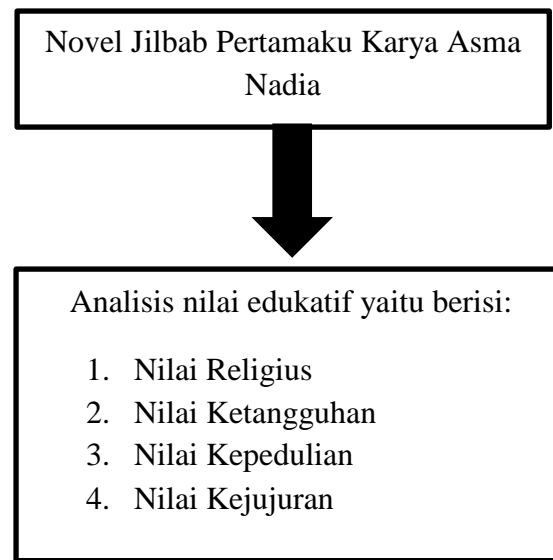 Novel Jilbab Pertamaku Karya Asma
Nadia
Analisis nilai edukatif yaitu berisi:
1. Nilai Religius
2. Nilai Ketangguhan
3. Nilai Kepedulian
4. Nilai Kejujuran